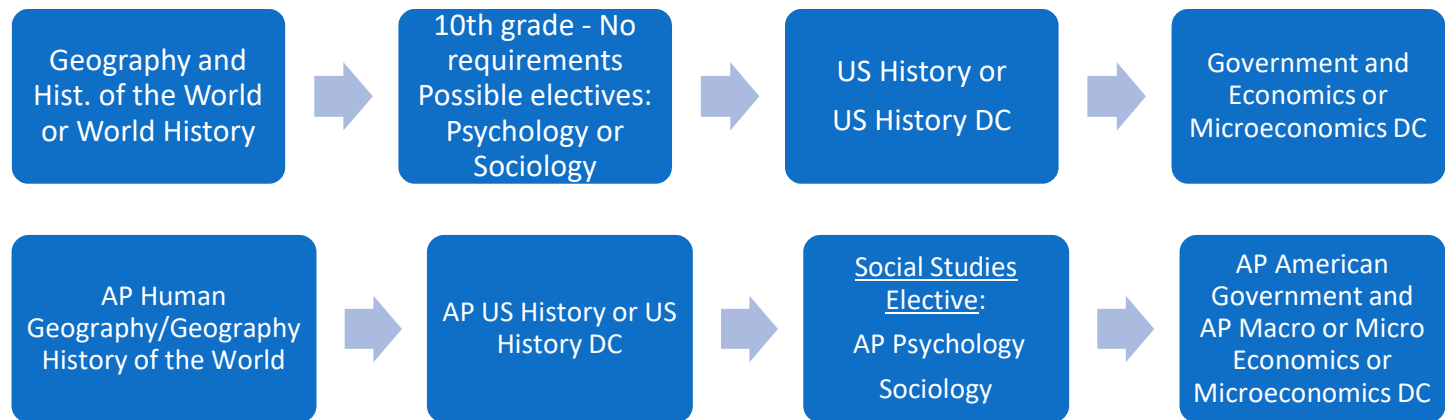 Geography and
Hist. of the World
or World History
10th grade - No
requirements
Possible electives:
Psychology or
Sociology
US History or
US History DC
Government and
Economics or
Microeconomics DC
AP Human
Geography/Geography
History of the World
AP US History or US
History DC
Social Studies
Elective:
AP Psychology
Sociology
AP American
Government and
AP Macro or Micro
Economics or
Microeconomics DC